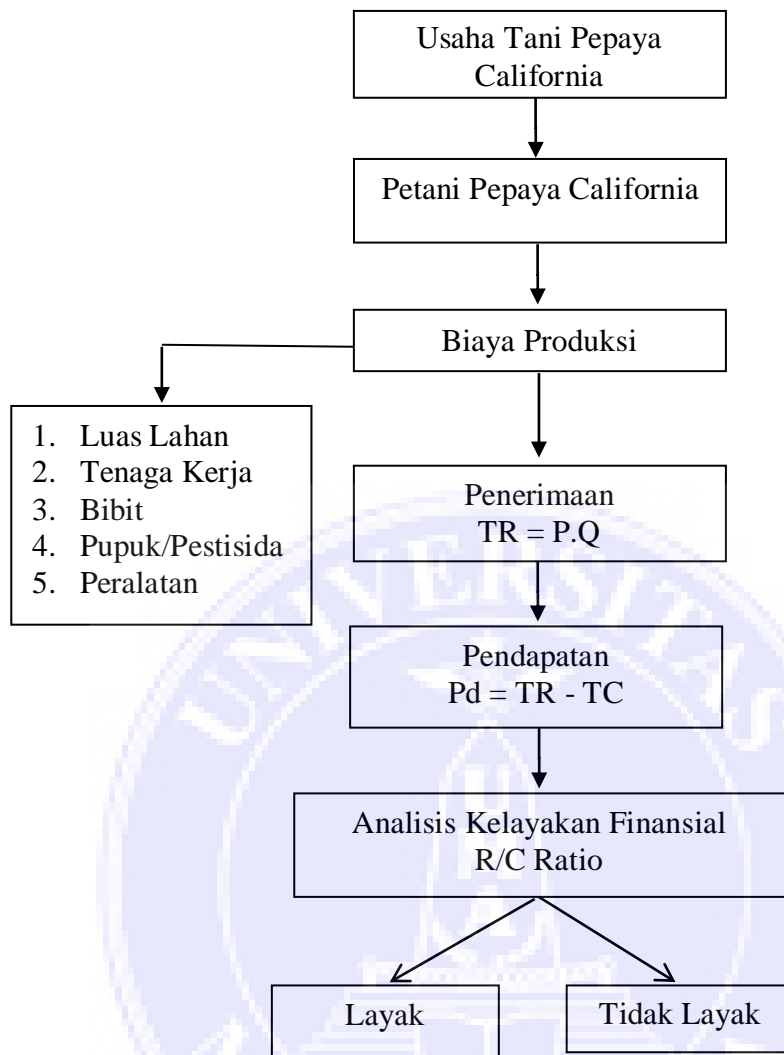 Usaha Tani Pepaya
California
Petani Pepaya California
Biaya Produksi
1. Luas Lahan
2. Tenaga Kerja
3. Bibit
4. Pupuk/Pestisida
5. Peralatan
Penerimaan
TR = P.Q
Pendapatan
Pd = TR - TC
Analisis Kelayakan Finansial
R/C Ratio
Layak
Tidak Layak
UNIVERSITAS